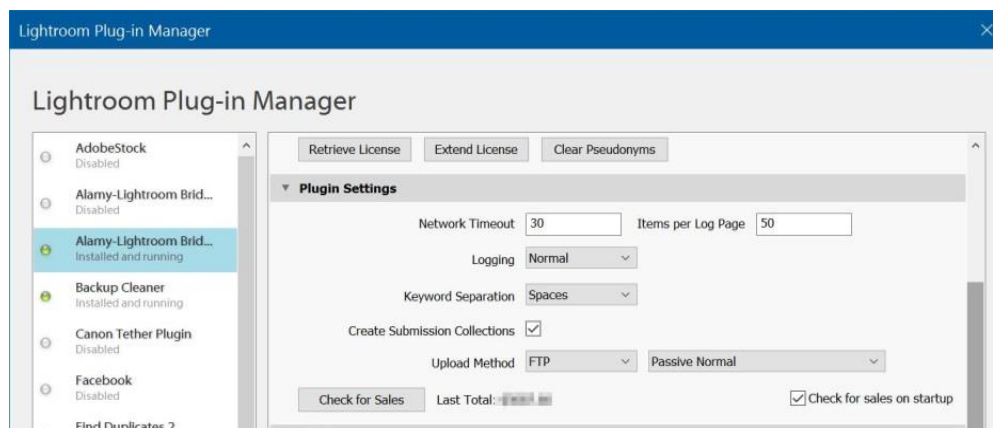 Lightroom Plug-in Manager
Lightroom Plug-in Manager
AdobeStock
Disabled
Alamy-Lightroom Brid...
Disabled
Alamy-Lightroom Brid...
Installed and running
Backup Cleaner
Installed and running
Canon Tether Plugin
Disabled
Facebook
Disabled
Find Duplicates 2
Retrieve License Extend License Clear Pseudonyms
Plugin Settings
Network Timeout 30 Items per Log Page 50
Logging Normal
Keyword Separation Spaces
Create Submission Collections
Upload Method FTP Passive Normal
Check for Sales Last Total: Check for sales on startup